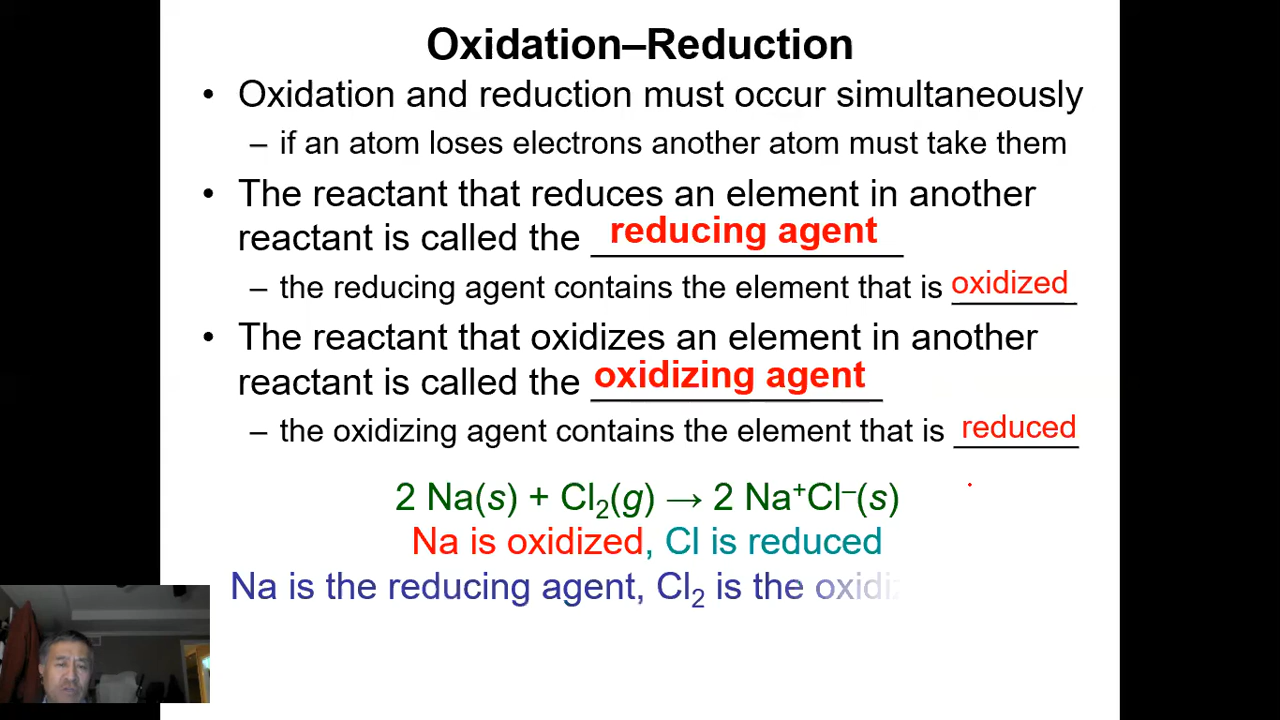 Oxidation–Reduction
• Oxidation and reduction must occur simultaneously
– if an atom loses electrons another atom must take them
• The reactant that reduces an element in another
reactant is called the reducing agent
– the reducing agent contains the element that is oxidized
• The reactant that oxidizes an element in another
reactant is called the oxidizing agent
– the oxidizing agent contains the element that is reduced
2 Na(s) + Cl₂(g) → 2 Na⁺Cl⁻(s)
Na is oxidized, Cl is reduced
Na is the reducing agent, Cl₂ is the